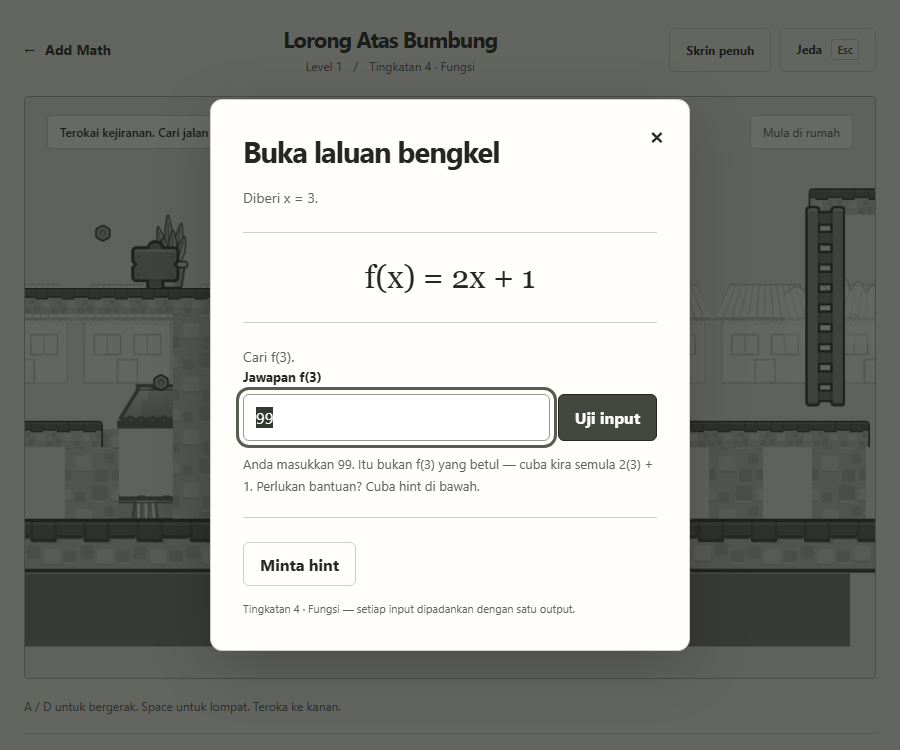 ← Add Math
Lorong Atas Bumbung
Level 1 / Tingkatan 4 · Fungsi
Skrin penuh
Jeda Esc
Terokai kejiranan. Cari jalan
Mula di rumah
Buka laluan bengkel
×
Diberi x = 3.
f(x) = 2x + 1
Cari f(3).
Jawapan f(3)
99
Uji input
Anda masukkan 99. Itu bukan f(3) yang betul — cuba kira semula 2(3) +
1. Perlukan bantuan? Cuba hint di bawah.
Minta hint
Tingkatan 4 · Fungsi — setiap input dipadankan dengan satu output.
A / D untuk bergerak. Space untuk lompat. Teroka ke kanan.